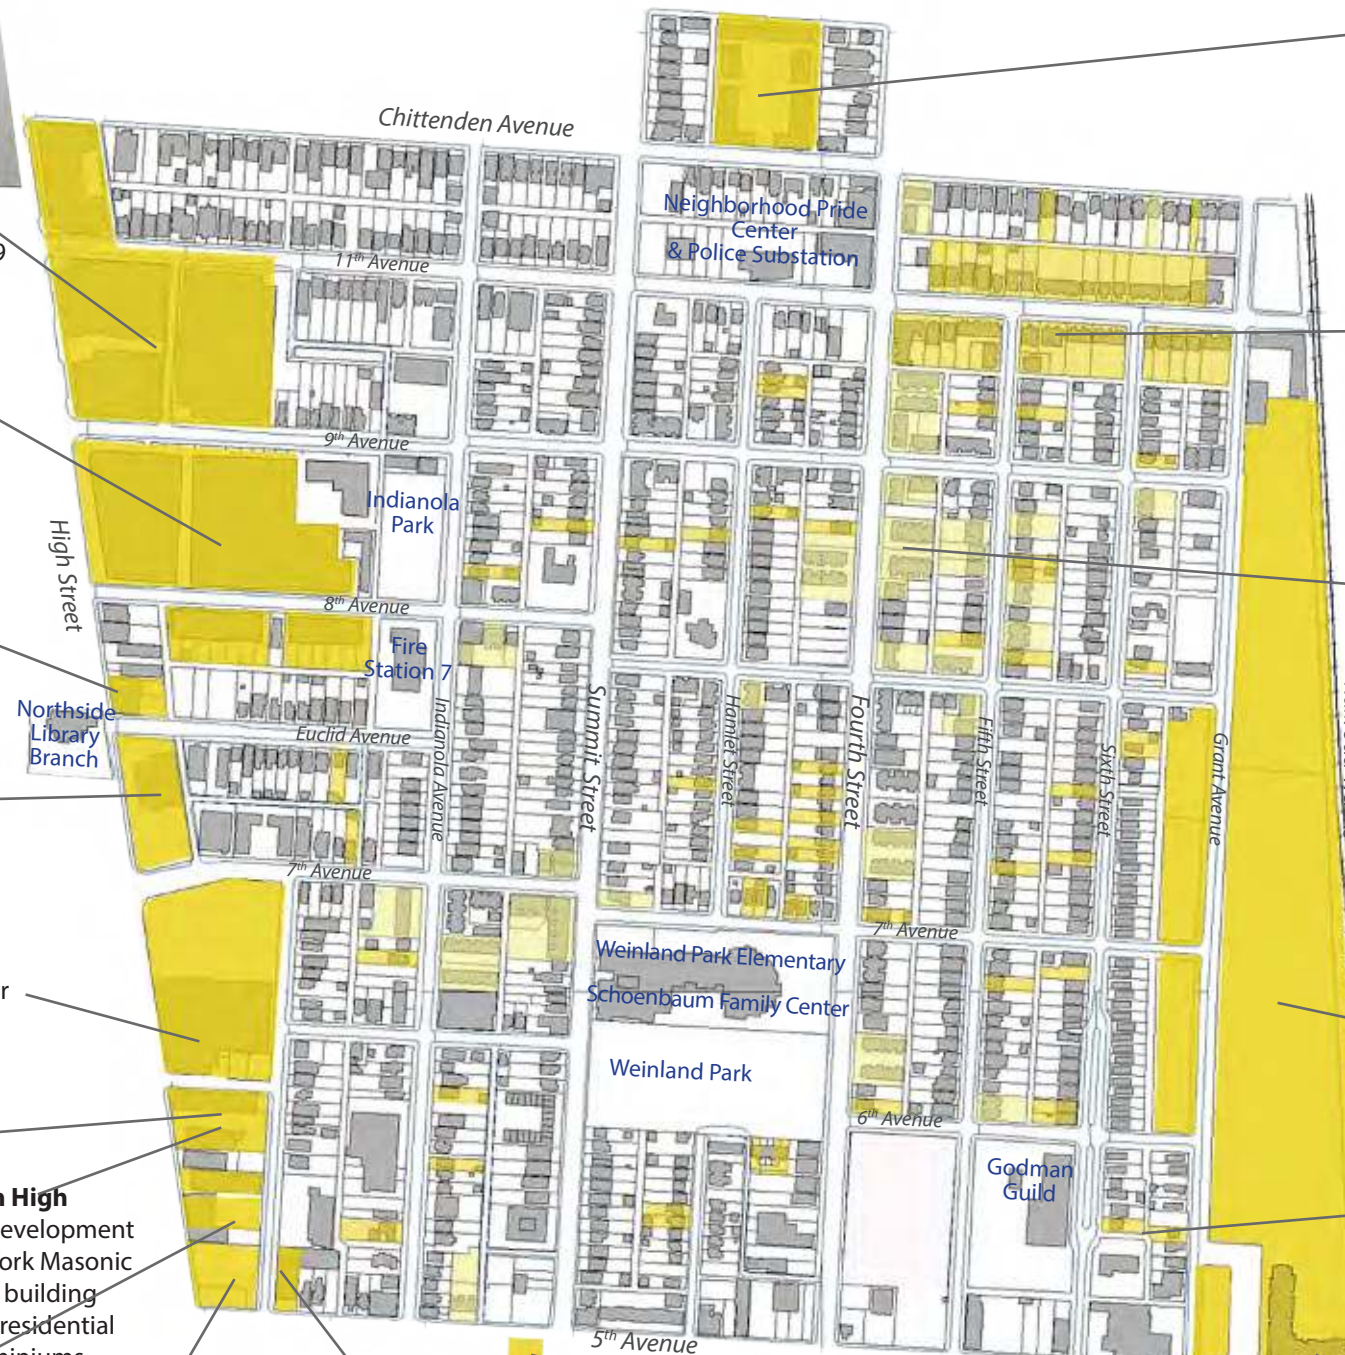 Chittenden Avenue
Neighborhood Pride
Center
& Police Substation
9
11th Avenue
9th Avenue
Indianola
Park
High Street
8th Avenue
Fire
Station 7
Northside
Library
Branch
Euclid Avenue
Indianola Avenue
Summit Street
Hamlet Street
Fourth Street
Fifth Street
Sixth Street
Grant Avenue
7th Avenue
7th Avenue
Weinland Park Elementary
Schoenbaum Family Center
r
Weinland Park
6th Avenue
Godman
Guild
High
evelopment
ork Masonic
building
residential
5th Avenue